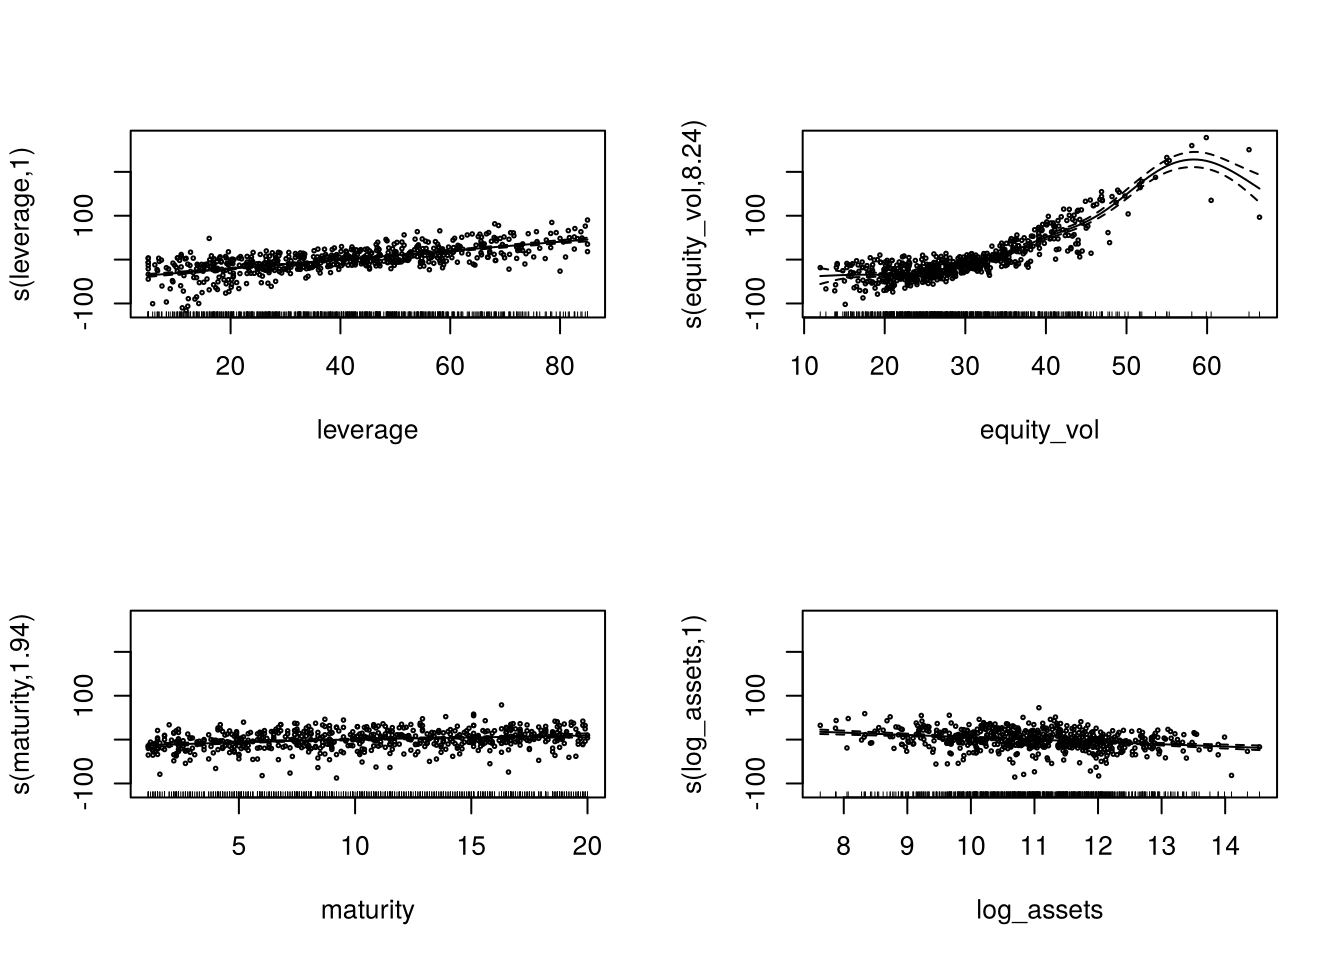 s(leverage,1)
100
-100
20 40 60 80
leverage
s(equity_vol,8.24)
100
-100
10 20 30 40 50 60
equity_vol
s(maturity,1.94)
100
-100
5 10 15 20
maturity
s(log_assets,1)
100
-100
8 9 10 11 12 13 14
log_assets